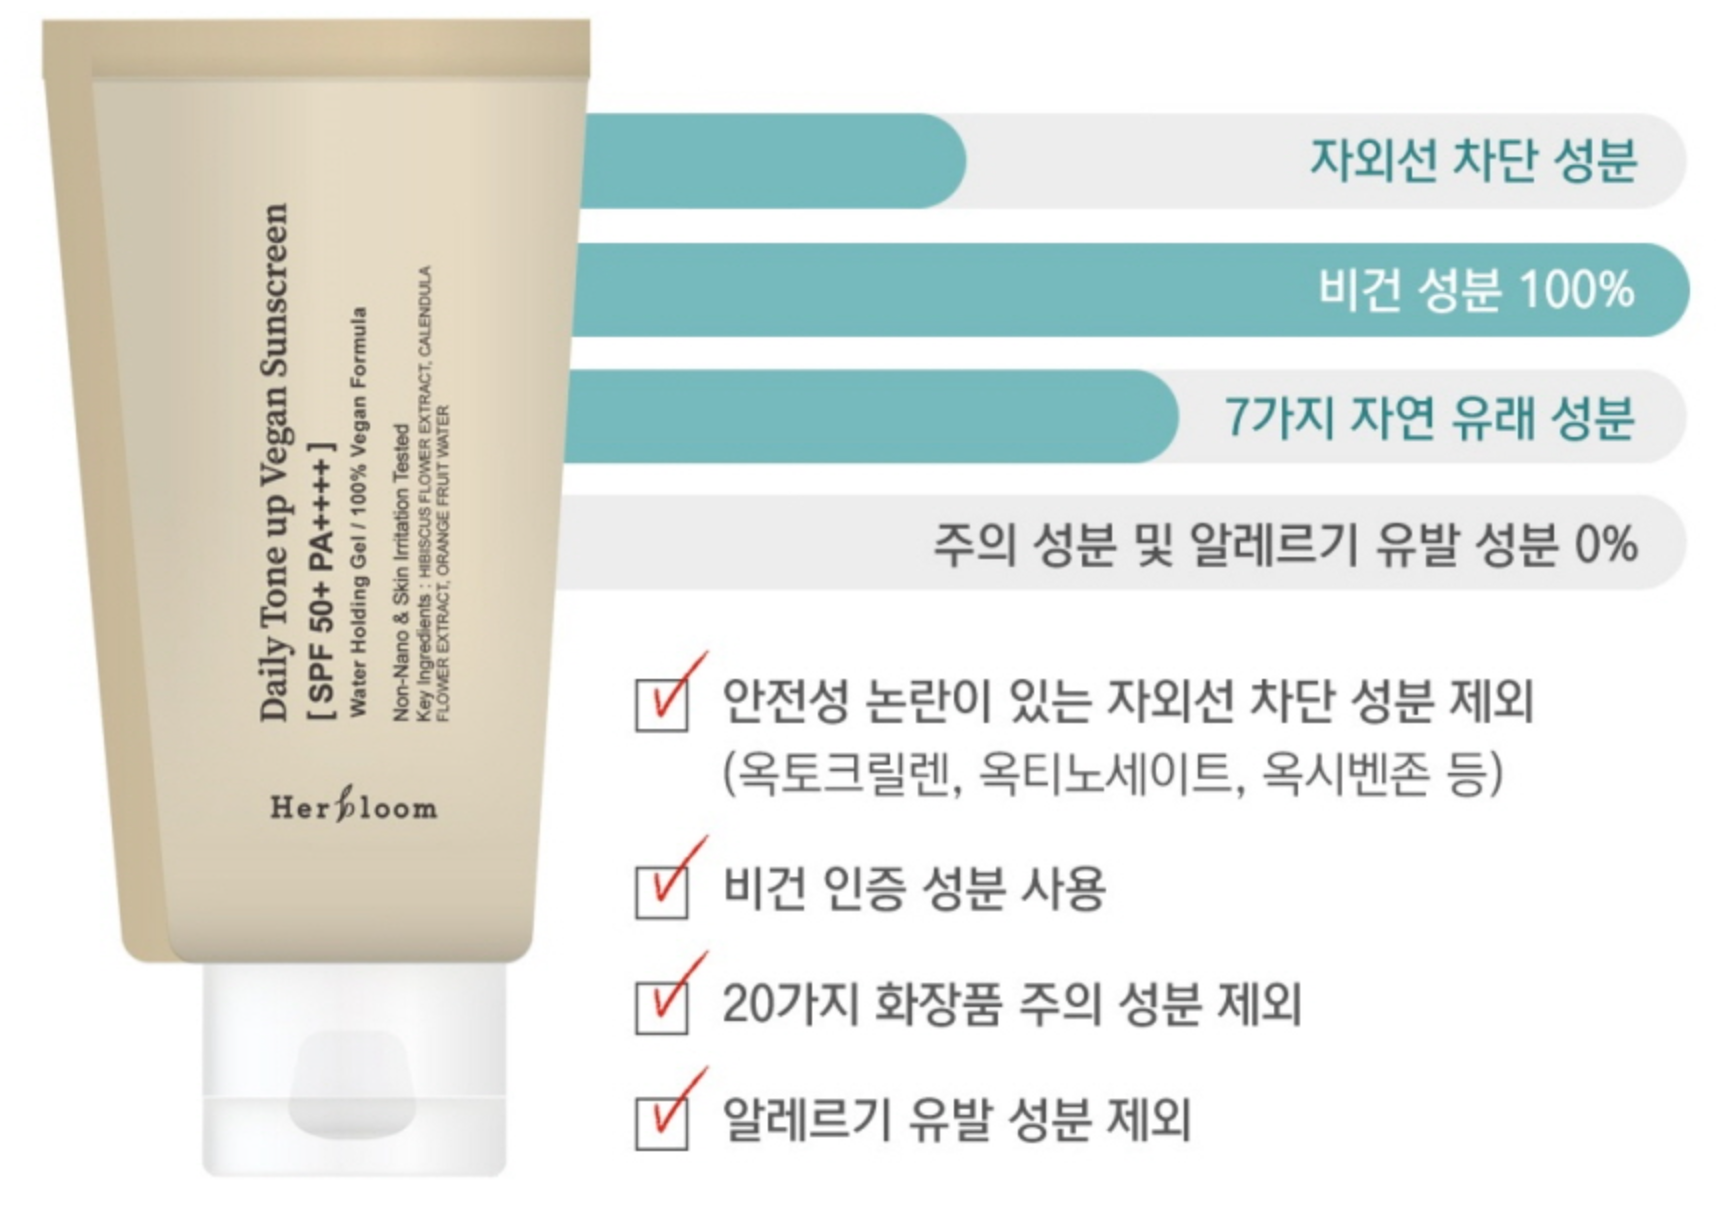 Daily Tone up Vegan Sunscreen
[ SPF 50+ PA++++ ]
Water Holding Gel / 100% Vegan Formula
Non-Nano & Skin Irritation Tested
Key Ingredients : HIBISCUS FLOWER EXTRACT, CALENDULA
FLOWER EXTRACT, ORANGE FRUIT WATER
Herbloom
자외선 차단 성분
비건 성분 100%
7가지 자연 유래 성분
주의 성분 및 알레르기 유발 성분 0%
안전성 논란이 있는 자외선 차단 성분 제외
(옥토크릴렌, 옥티노세이트, 옥시벤존 등)
비건 인증 성분 사용
20가지 화장품 주의 성분 제외
알레르기 유발 성분 제외